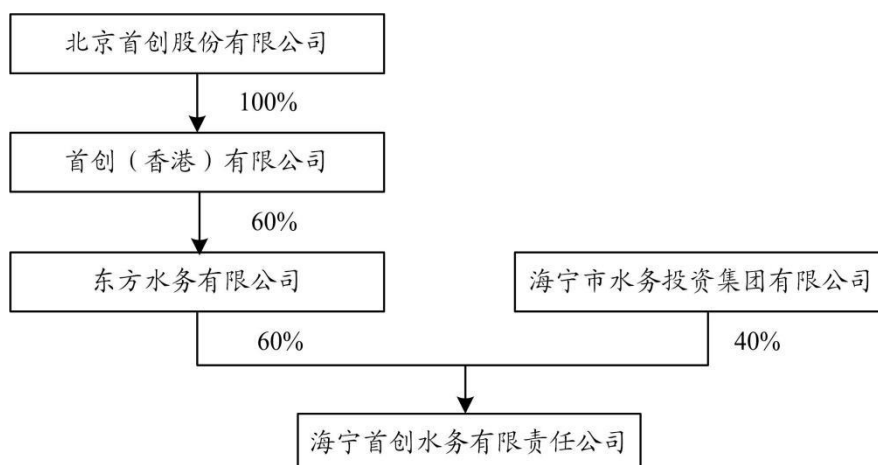 北京首创股份有限公司
100%
首创（香港）有限公司
60%
东方水务有限公司
海宁市水务投资集团有限公司
60%
40%
海宁首创水务有限责任公司